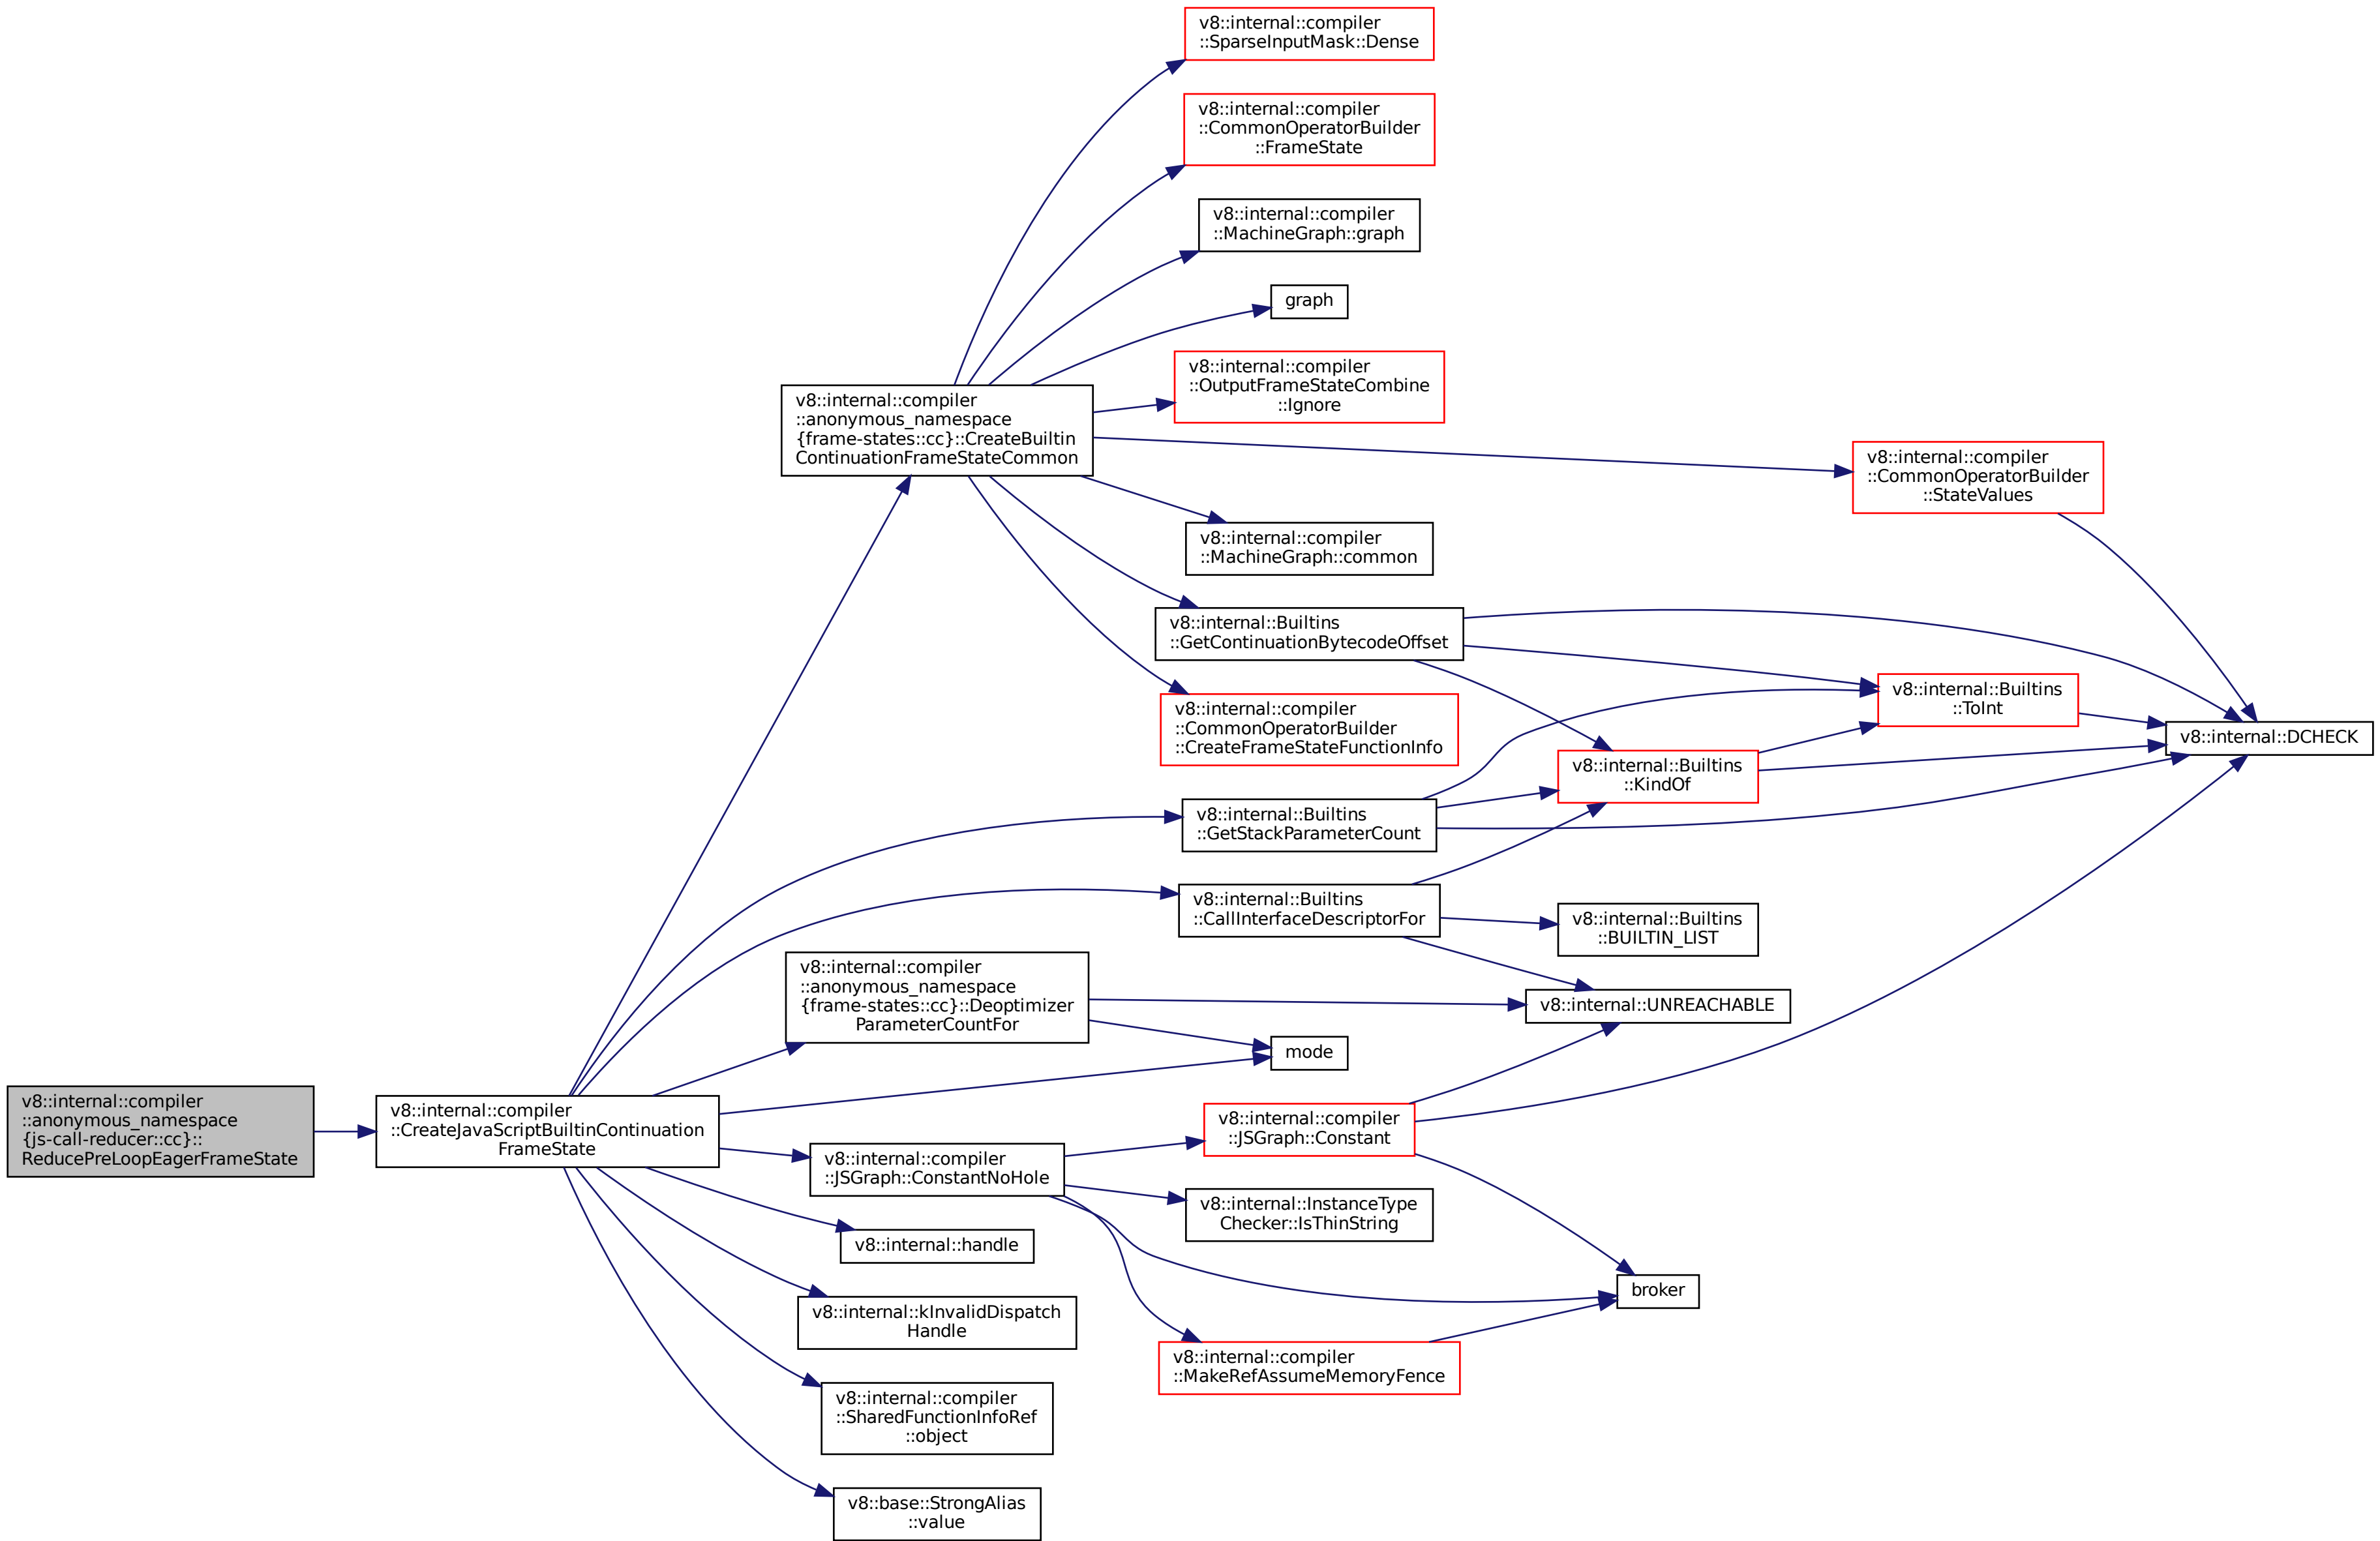 v8::internal::compiler
::SparseInputMask::Dense
v8::internal::compiler
::CommonOperatorBuilder
::FrameState
v8::internal::compiler
::MachineGraph::graph
graph
v8::internal::compiler
::OutputFrameStateCombine
::Ignore
v8::internal::compiler
::anonymous_namespace
{frame-states::cc}::CreateBuiltin
ContinuationFrameStateCommon
v8::internal::compiler
::CommonOperatorBuilder
::StateValues
v8::internal::compiler
::MachineGraph::common
v8::internal::Builtins
::GetContinuationBytecodeOffset
v8::internal::compiler
::CommonOperatorBuilder
::CreateFrameStateFunctionInfo
v8::internal::Builtins
::ToInt
v8::internal::DCHECK
v8::internal::Builtins
::KindOf
v8::internal::Builtins
::GetStackParameterCount
v8::internal::Builtins
::CallInterfaceDescriptorFor
v8::internal::Builtins
::BUILTIN_LIST
v8::internal::compiler
::anonymous_namespace
{frame-states::cc}::Deoptimizer
ParameterCountFor
v8::internal::UNREACHABLE
mode
v8::internal::compiler
::anonymous_namespace
{js-call-reducer::cc}::
ReducePreLoopEagerFrameState
v8::internal::compiler
::CreateJavaScriptBuiltinContinuation
FrameState
v8::internal::compiler
::JSGraph::Constant
v8::internal::compiler
::JSGraph::ConstantNoHole
v8::internal::InstanceType
Checker::IsThinString
v8::internal::handle
broker
v8::internal::kInvalidDispatch
Handle
v8::internal::compiler
::MakeRefAssumeMemoryFence
v8::internal::compiler
::SharedFunctionInfoRef
::object
v8::base::StrongAlias
::value